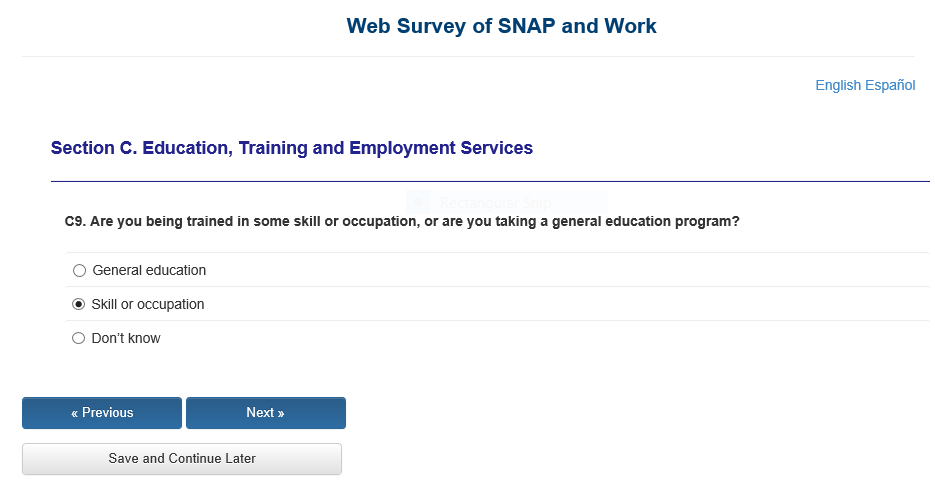 Web Survey of SNAP and Work
English Español
Section C. Education, Training and Employment Services
Rectangular Snip
C9. Are you being trained in some skill or occupation, or are you taking a general education program?
General education
Skill or occupation
Don’t know
« Previous
Next »
Save and Continue Later